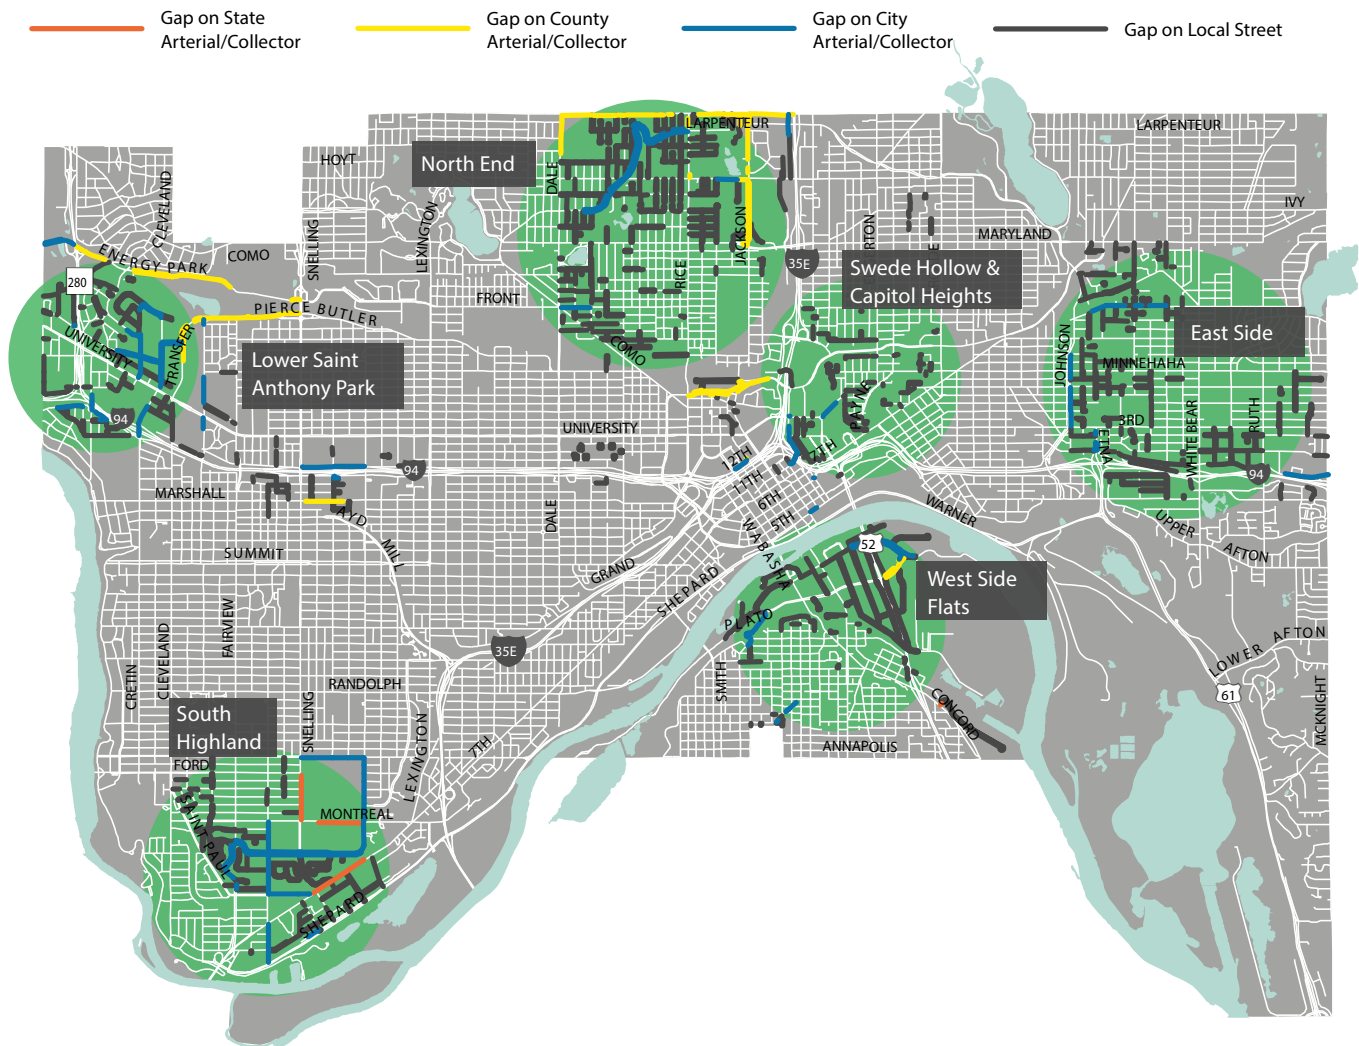 Gap on State
Arterial/Collector
Gap on County
Arterial/Collector
Gap on City
Arterial/Collector
Gap on Local Street
LARPENTEUR
LARPENTEUR
HOYT
North End
DALE
CLEVELAND
IVY
SNELLING
LEXINGTON
JACKSON
RTON
E
MARYLAND
ENERGY PARK
COMO
RICE
35E
Swede Hollow &
Capitol Heights
280
FRONT
PIERCE BUTLER
UNIVERSITY
TRANSFER
COMO
JOHNSON
East Side
Lower Saint
Anthony Park
MINNEHAHA
PAYNE
94
UNIVERSITY
3RD
WHITE BEAR
RUTH
ETNA
12TH
7TH
11TH
94
94
MARSHALL
6TH
5TH
AYD
MILL
DALE
WARNER
UPPER
AFTON
WABASHA
SUMMIT
52
GRAND
SHEPARD
West Side
Flats
FAIRVIEW
PLATO
CLEVELAND
CRETIN
35E
LOWER AFTON
SMITH
RANDOLPH
61
CONCORD
MCKNIGHT
South
Highland
SNELLING
LEXINGTON
7TH
ANNAPOLIS
FORD
SAINT PAUL
MONTREAL
SHEPARD